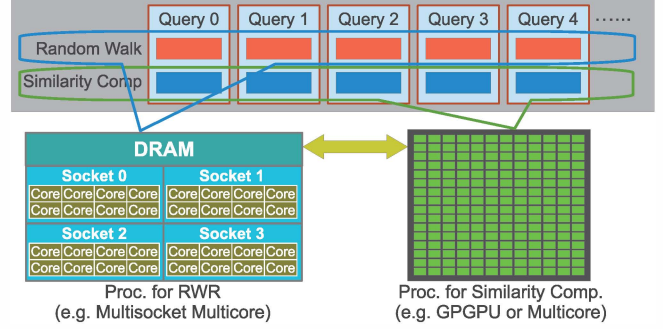 Query 0 Query 1 Query 2 Query 3 Query 4 ......
Random Walk
Similarity Comp
DRAM
Socket 0 Socket 1
Core Core Core Core Core Core Core Core
Core Core Core Core Core Core Core Core
Socket 2 Socket 3
Core Core Core Core Core Core Core Core
Core Core Core Core Core Core Core Core
Proc. for RWR
(e.g. Multisocket Multicore)
Proc. for Similarity Comp.
(e.g. GPGPU or Multicore)